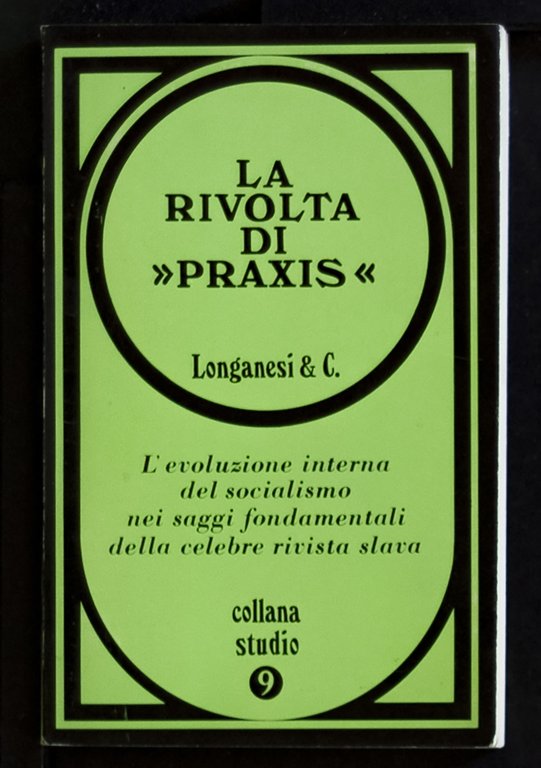 LA
RIVOLTA
DI
»PRAXIS«
Longanesi & C.
L'evoluzione interna
del socialismo
nei saggi fondamentali
della celebre rivista slava
collana
studio
9